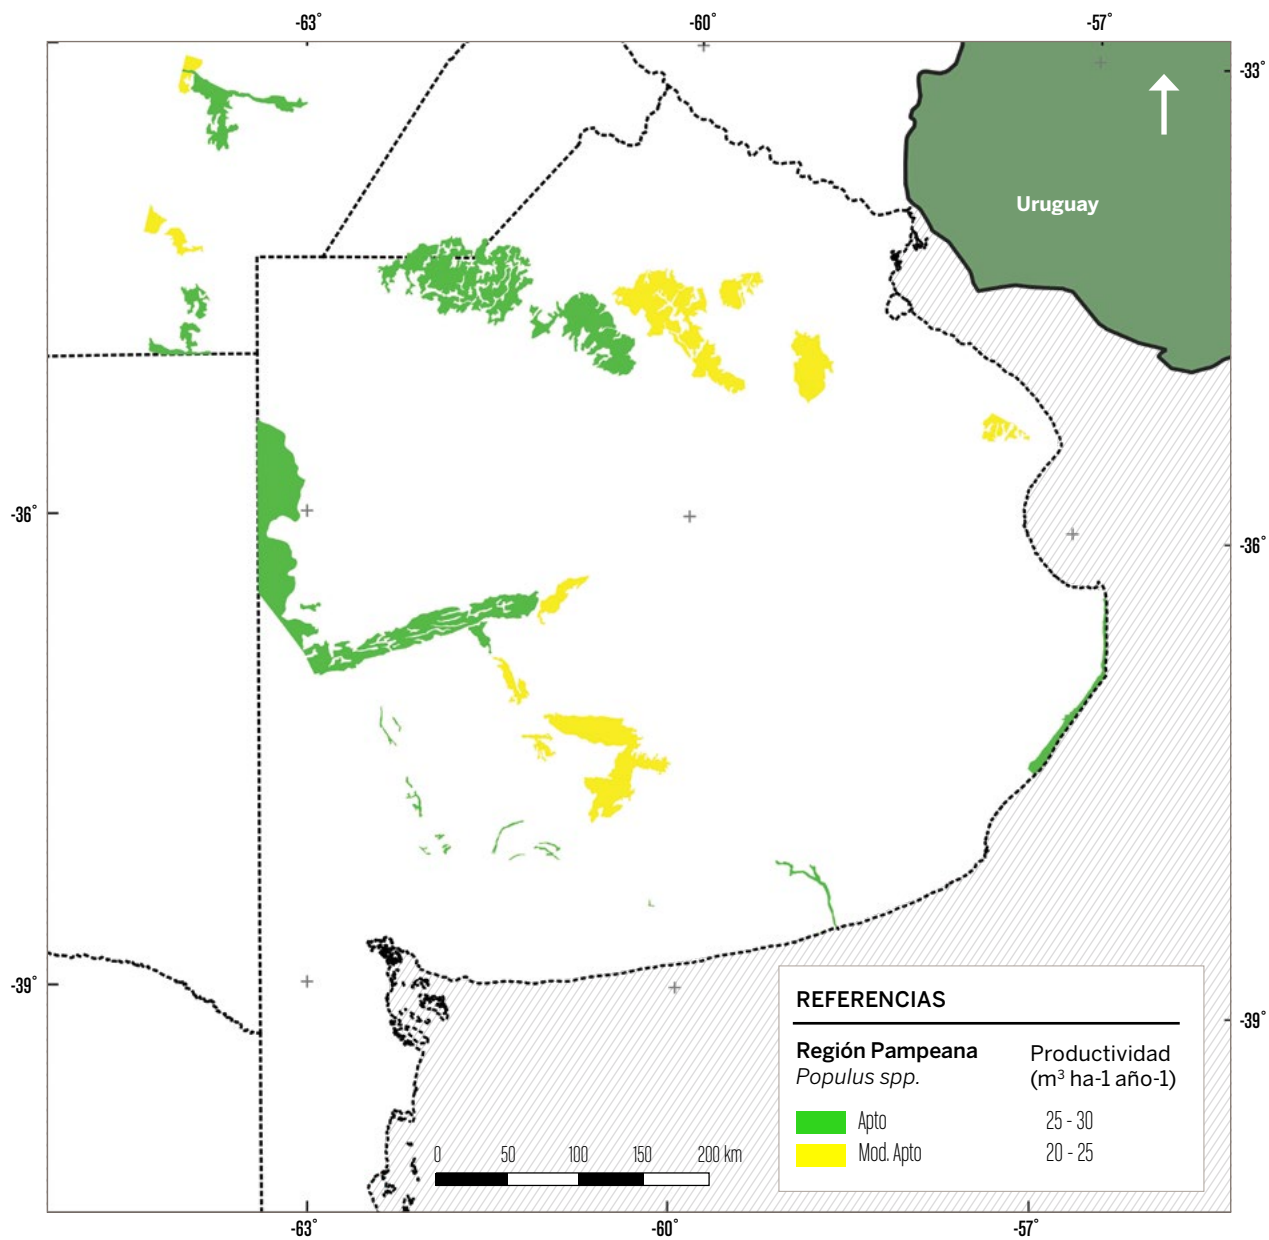 -63°
-60°
-57°
-33°
Uruguay
-36°
-36°
-39°
-39°
REFERENCIAS
Región Pampeana
Populus spp.
Productividad
(m³ ha-1 año-1)
Apto 25 - 30
Mod. Apto 20 - 25
0 50 100 150 200 km
-63°
-60°
-57°